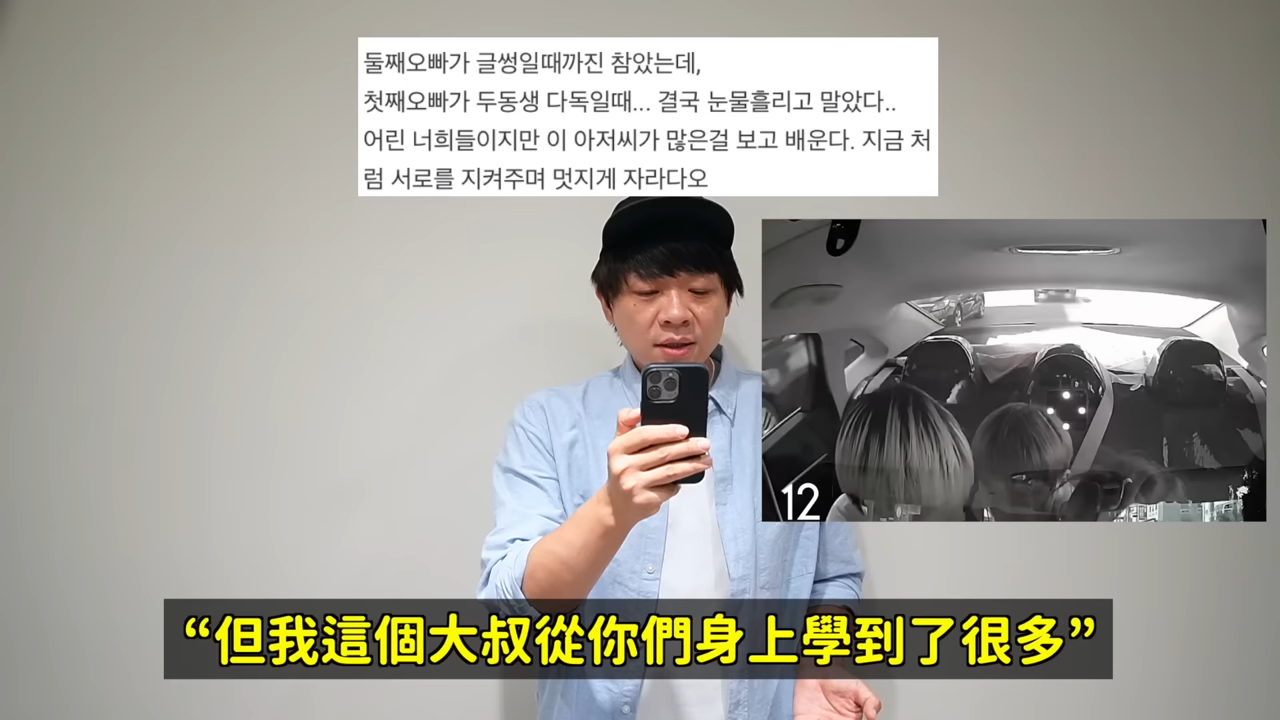 둘째오빠가 글썽일때까진 참았는데,
첫째오빠가 두동생 다독일때... 결국 눈물흘리고 말았다..
어린 너희들이지만 이 아저씨가 많은걸 보고 배운다. 지금 처
럼 서로를 지켜주며 멋지게 자라다오
12
“但我這個大叔從你們身上學到了很多”